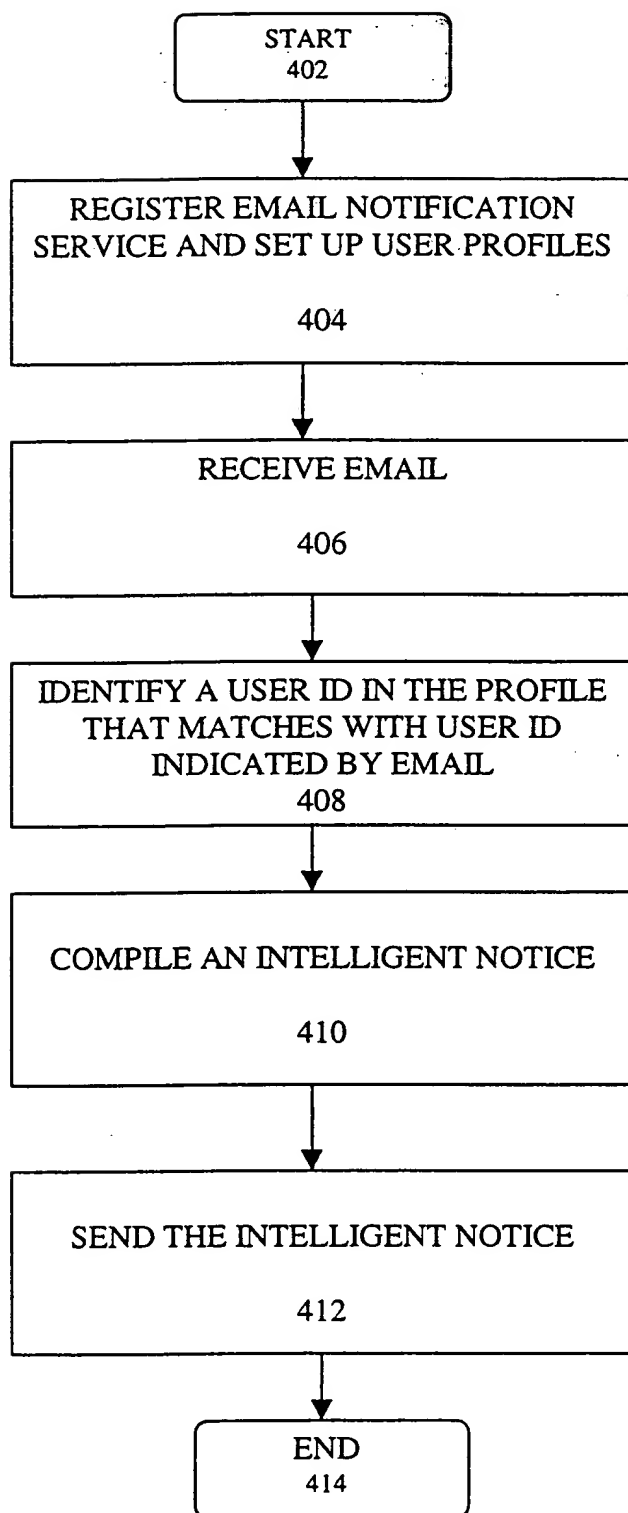 START
402
REGISTER EMAIL NOTIFICATION
SERVICE AND SET UP USER PROFILES
404
RECEIVE EMAIL
406
IDENTIFY A USER ID IN THE PROFILE
THAT MATCHES WITH USER ID
INDICATED BY EMAIL
408
COMPILE AN INTELLIGENT NOTICE
410
SEND THE INTELLIGENT NOTICE
412
END
414